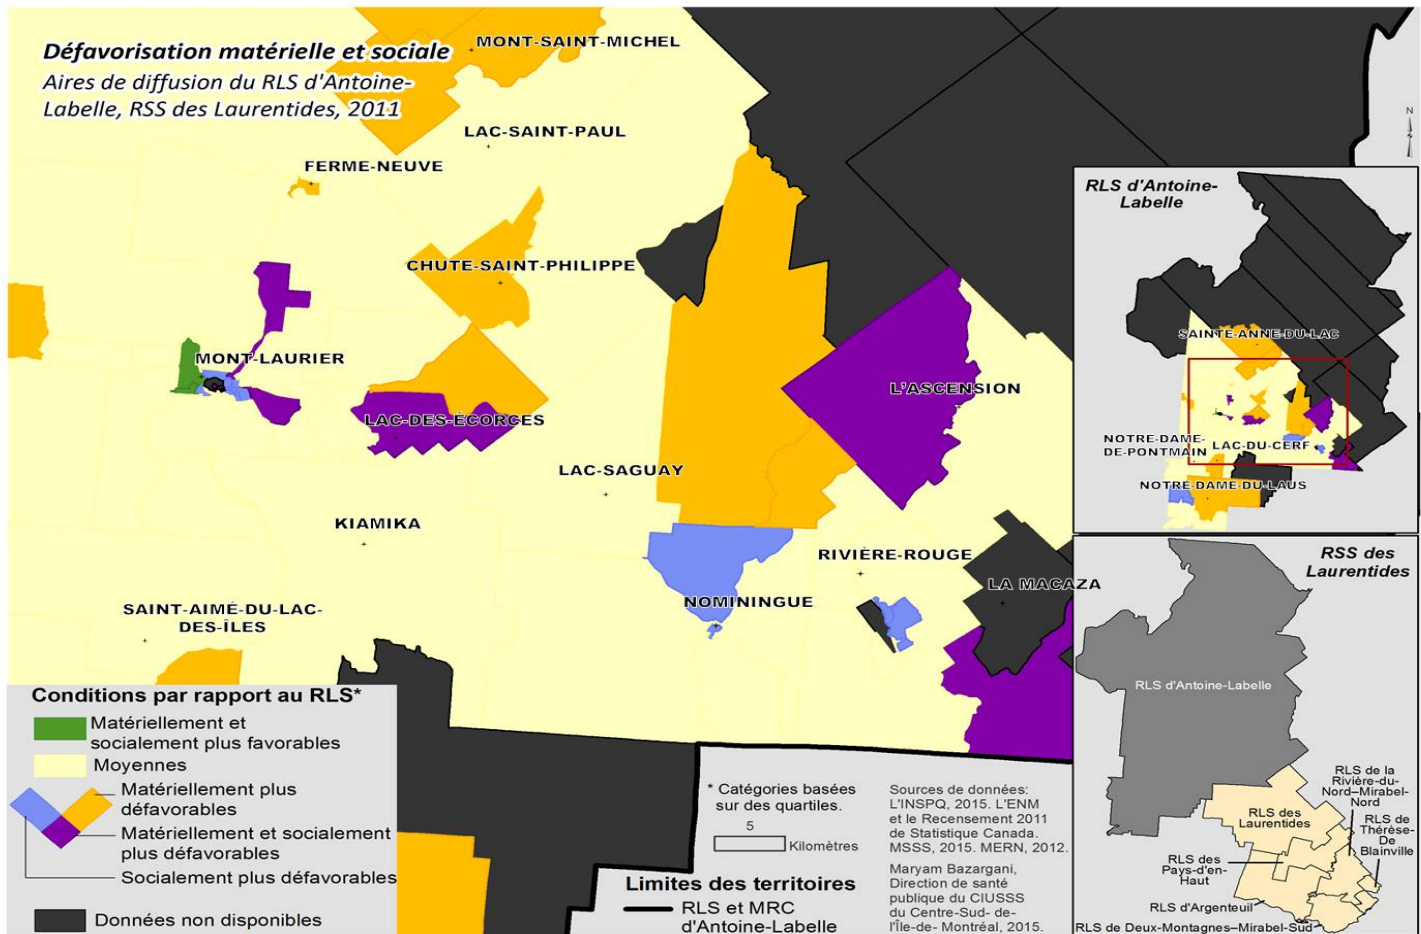 Défavorisation matérielle et sociale
Aires de diffusion du RLS d'Antoine-
Labelle, RSS des Laurentides, 2011
MONT-SAINT-MICHEL
LAC-SAINT-PAUL
FERME-NEUVE
CHUTE-SAINT-PHILIPPE
MONT-LAURIER
L'ASCENSION
LAC-DES-ÉCORCES
LAC-SAGUAY
KIAMIKA
RIVIÈRE-ROUGE
LA MACAZA
NOMININGUE
SAINT-AIMÉ-DU-LAC-
DES-ÎLES
Conditions par rapport au RLS*
Matériellement et
socialement plus favorables
Moyennes
Matériellement plus
défavorables
Matériellement et socialement
plus défavorables
Socialement plus défavorables
Données non disponibles
* Catégories basées
sur des quartiles.
5
Kilomètres
Limites des territoires
RLS et MRC
d'Antoine-Labelle
Sources de données:
L'INSPQ, 2015. L'ENM
et le Recensement 2011
de Statistique Canada.
MSSS, 2015. MERN, 2012.
Maryam Bazargani,
Direction de santé
publique du CIUSSS
du Centre-Sud- de-
l'Île-de- Montréal, 2015.
N
RLS d'Antoine-
Labelle
SAINTE-ANNE-DU-LAC
NOTRE-DAME-
DE-PONTMAIN
LAC-DU-CERF
NOTRE-DAME-DU-LAUS
RSS des
Laurentides
RLS d'Antoine-Labelle
RLS de la
Rivière-du-
Nord–Mirabel-
Nord
RLS des
Laurentides
RLS de
Thérèse-
De
Blainville
RLS des
Pays-d'en-
Haut
RLS d'Argenteuil
RLS de Deux-Montagnes–Mirabel-Sud